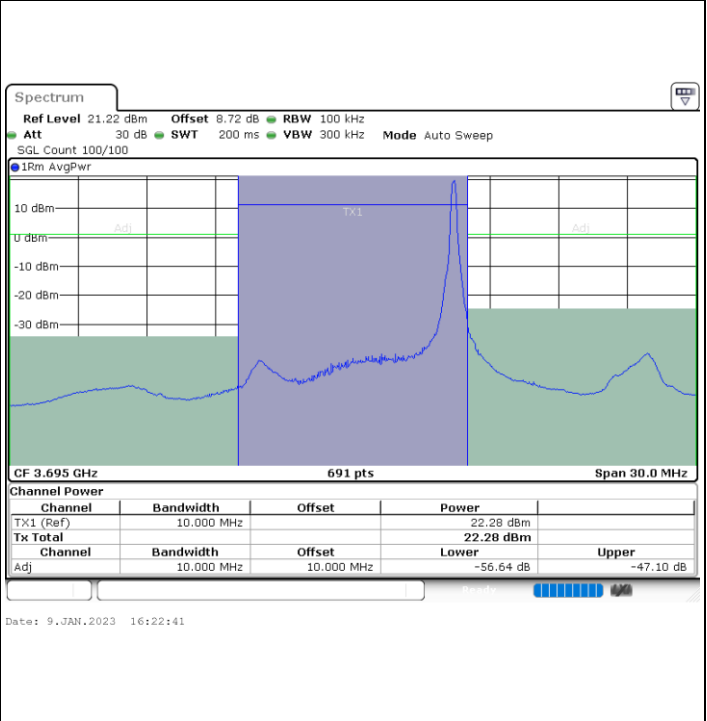 Spectrum
Ref Level 21.22 dBm Offset 8.72 dB RBW 100 kHz
Att 30 dB SWT 200 ms VBW 300 kHz Mode Auto Sweep
SGL Count 100/100
1Rm AvgPwr
10 dBm
TX1
Adj Adj
0 dBm
-10 dBm
-20 dBm
-30 dBm
CF 3.695 GHz 691 pts Span 30.0 MHz
Channel Power
Channel Bandwidth Offset Power
TX1 (Ref) 10.000 MHz 22.28 dBm
Tx Total 22.28 dBm
Channel Bandwidth Offset Lower Upper
Adj 10.000 MHz 10.000 MHz -56.64 dB -47.10 dB
Ready
Date: 9.JAN.2023 16:22:41